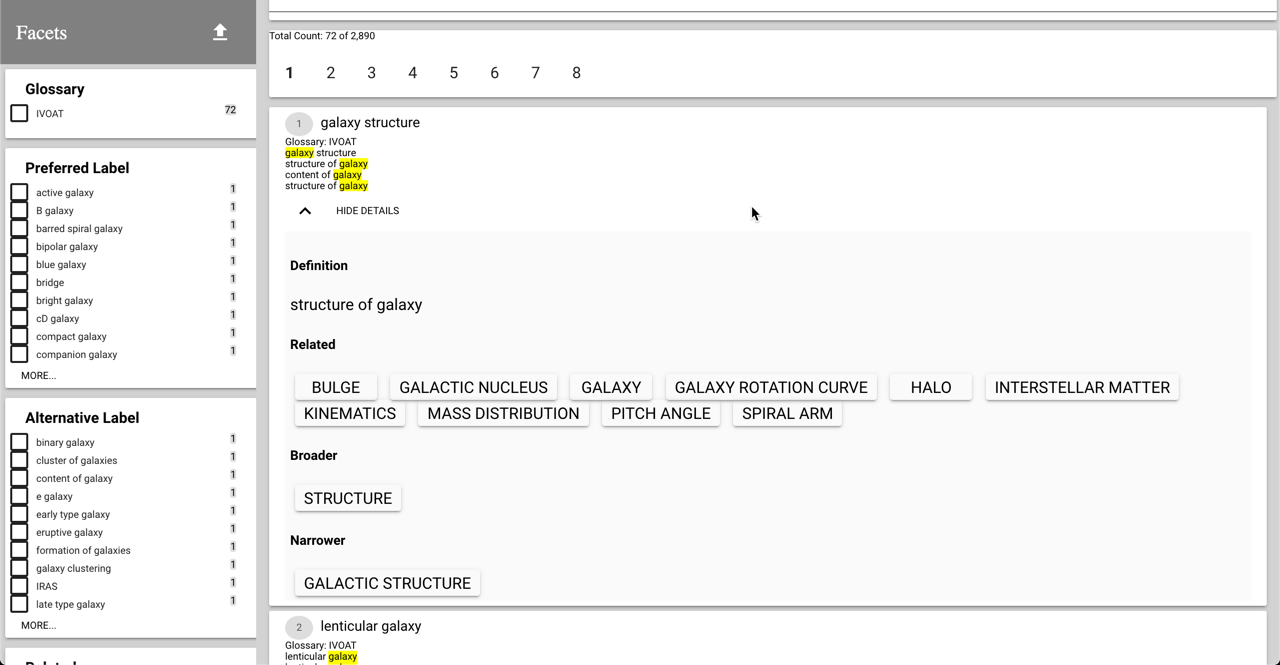 Facets
Glossary
IVOAT 72
Preferred Label
active galaxy 1
B galaxy 1
barred spiral galaxy 1
bipolar galaxy 1
blue galaxy 1
bridge 1
bright galaxy 1
cD galaxy 1
compact galaxy 1
companion galaxy 1
MORE...
Alternative Label
binary galaxy 1
cluster of galaxies 1
content of galaxy 1
e galaxy 1
early type galaxy 1
eruptive galaxy 1
formation of galaxies 1
galaxy clustering 1
IRAS 1
late type galaxy 1
MORE...
Total Count: 72 of 2,890
1 2 3 4 5 6 7 8
1 galaxy structure
Glossary: IVOAT
galaxy structure
structure of galaxy
content of galaxy
structure of galaxy
HIDE DETAILS
Definition
structure of galaxy
Related
BULGE GALACTIC NUCLEUS GALAXY GALAXY ROTATION CURVE HALO INTERSTELLAR MATTER
KINEMATICS MASS DISTRIBUTION PITCH ANGLE SPIRAL ARM
Broader
STRUCTURE
Narrower
GALACTIC STRUCTURE
2 lenticular galaxy
Glossary: IVOAT
lenticular galaxy